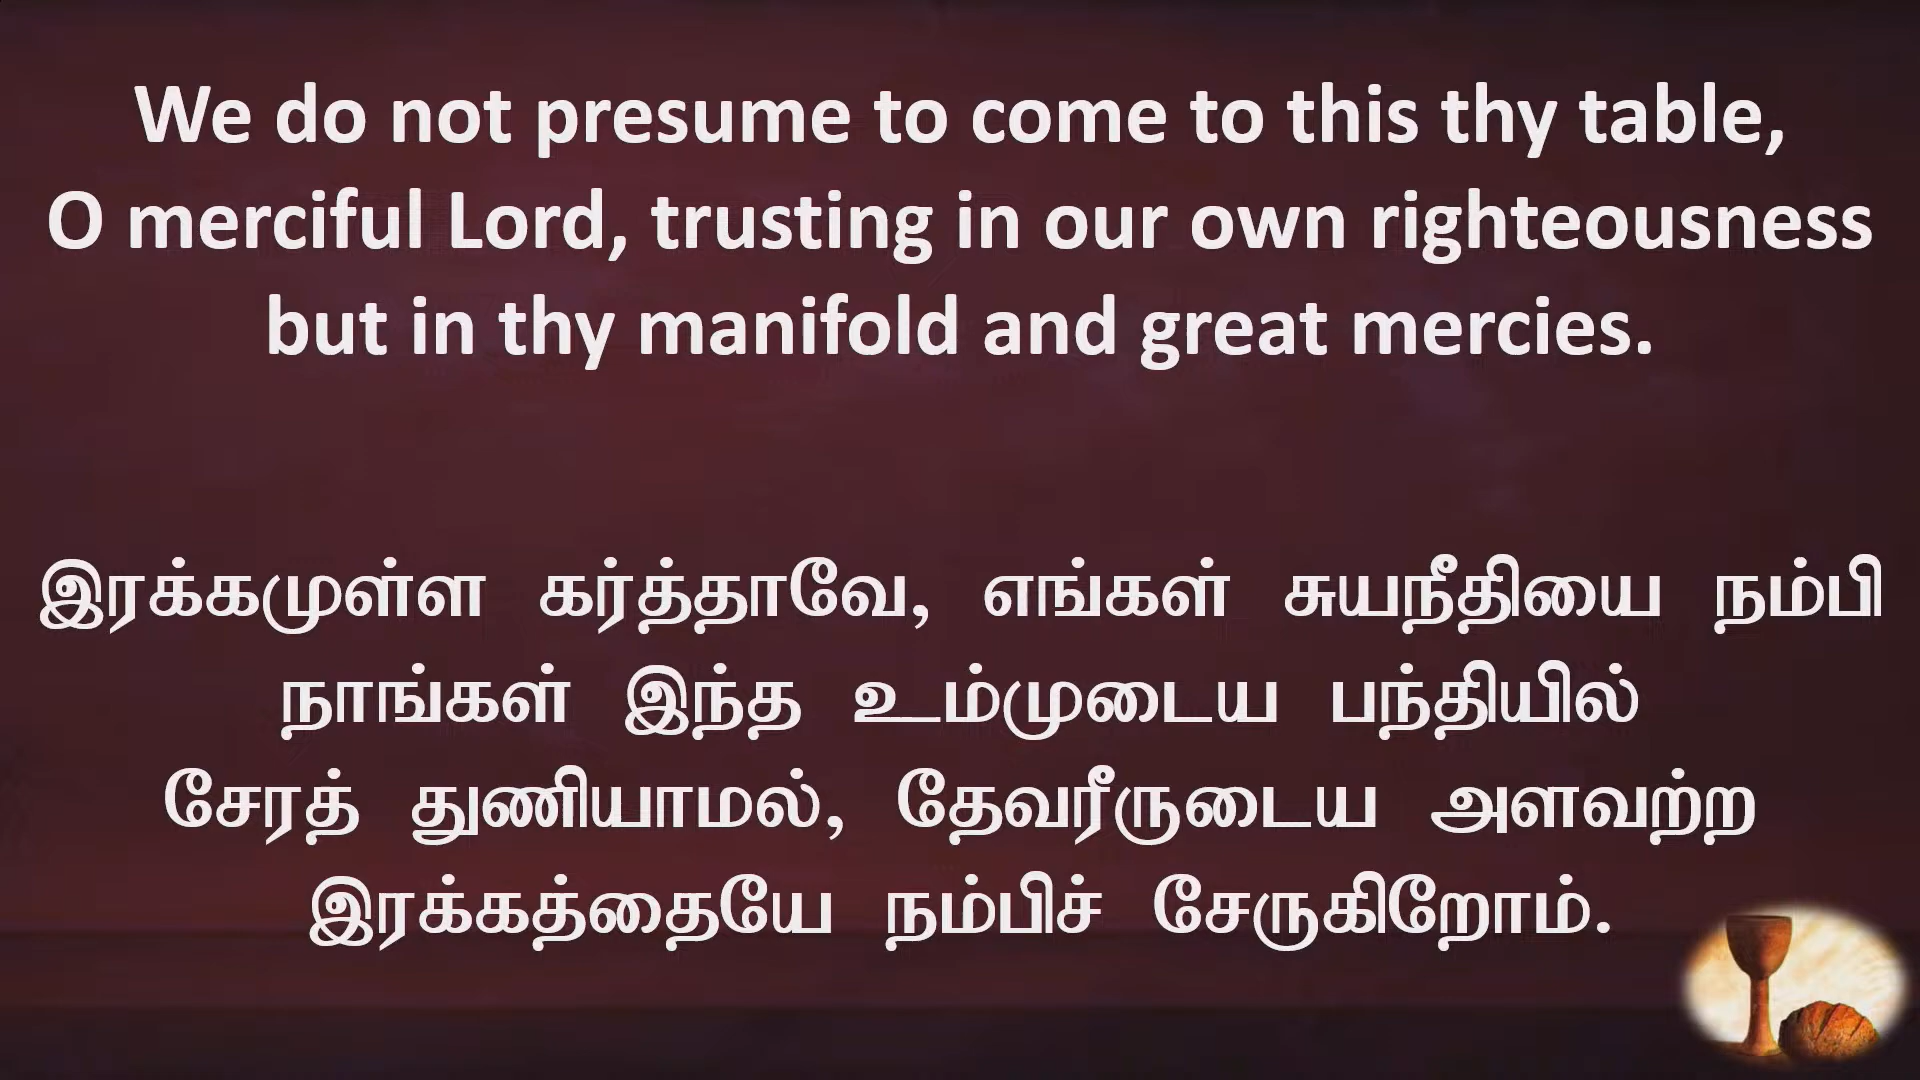 We do not presume to come to this thy table,
O merciful Lord, trusting in our own righteousness
but in thy manifold and great mercies.
இரக்கமுள்ள கர்த்தாவே, எங்கள் சுயநீதியை நம்பி
நாங்கள் இந்த உம்முடைய பந்தியில்
சேரத் துணியாமல், தேவரீருடைய அளவற்ற
இரக்கத்தையே நம்பிச் சேருகிறோம்.